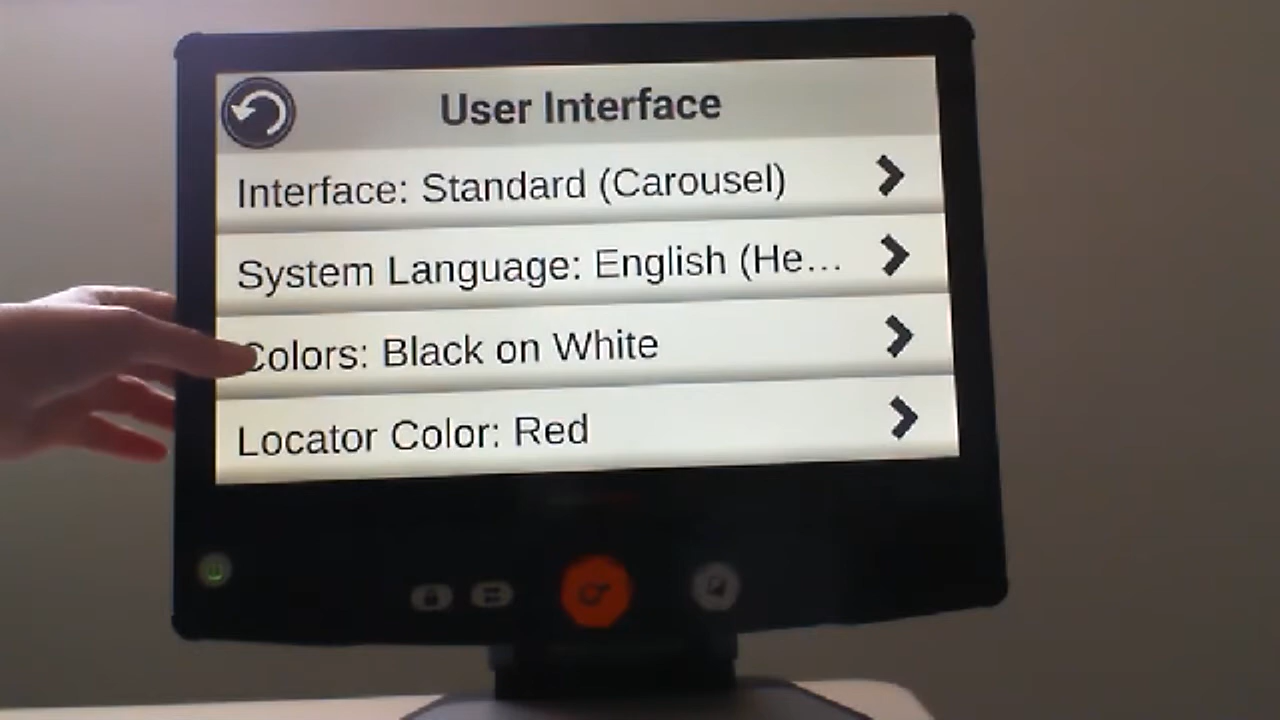 User Interface
Interface: Standard (Carousel)
System Language: English (He...
Colors: Black on White
Locator Color: Red